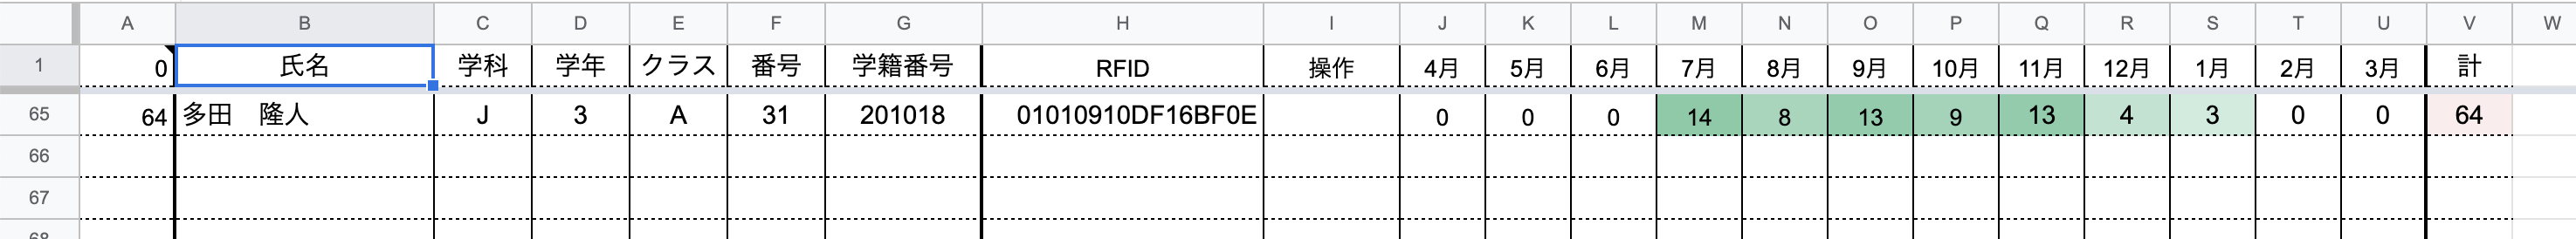 A B C D E F G H I J K L M N O P Q R S T U V W
1 0 氏名 学科 学年 クラス 番号 学籍番号 RFID 操作 4月 5月 6月 7月 8月 9月 10月 11月 12月 1月 2月 3月 計
65 64 多田　隆人 J 3 A 31 201018 01010910DF16BF0E 0 0 0 14 8 13 9 13 4 3 0 0 64
66
67
68